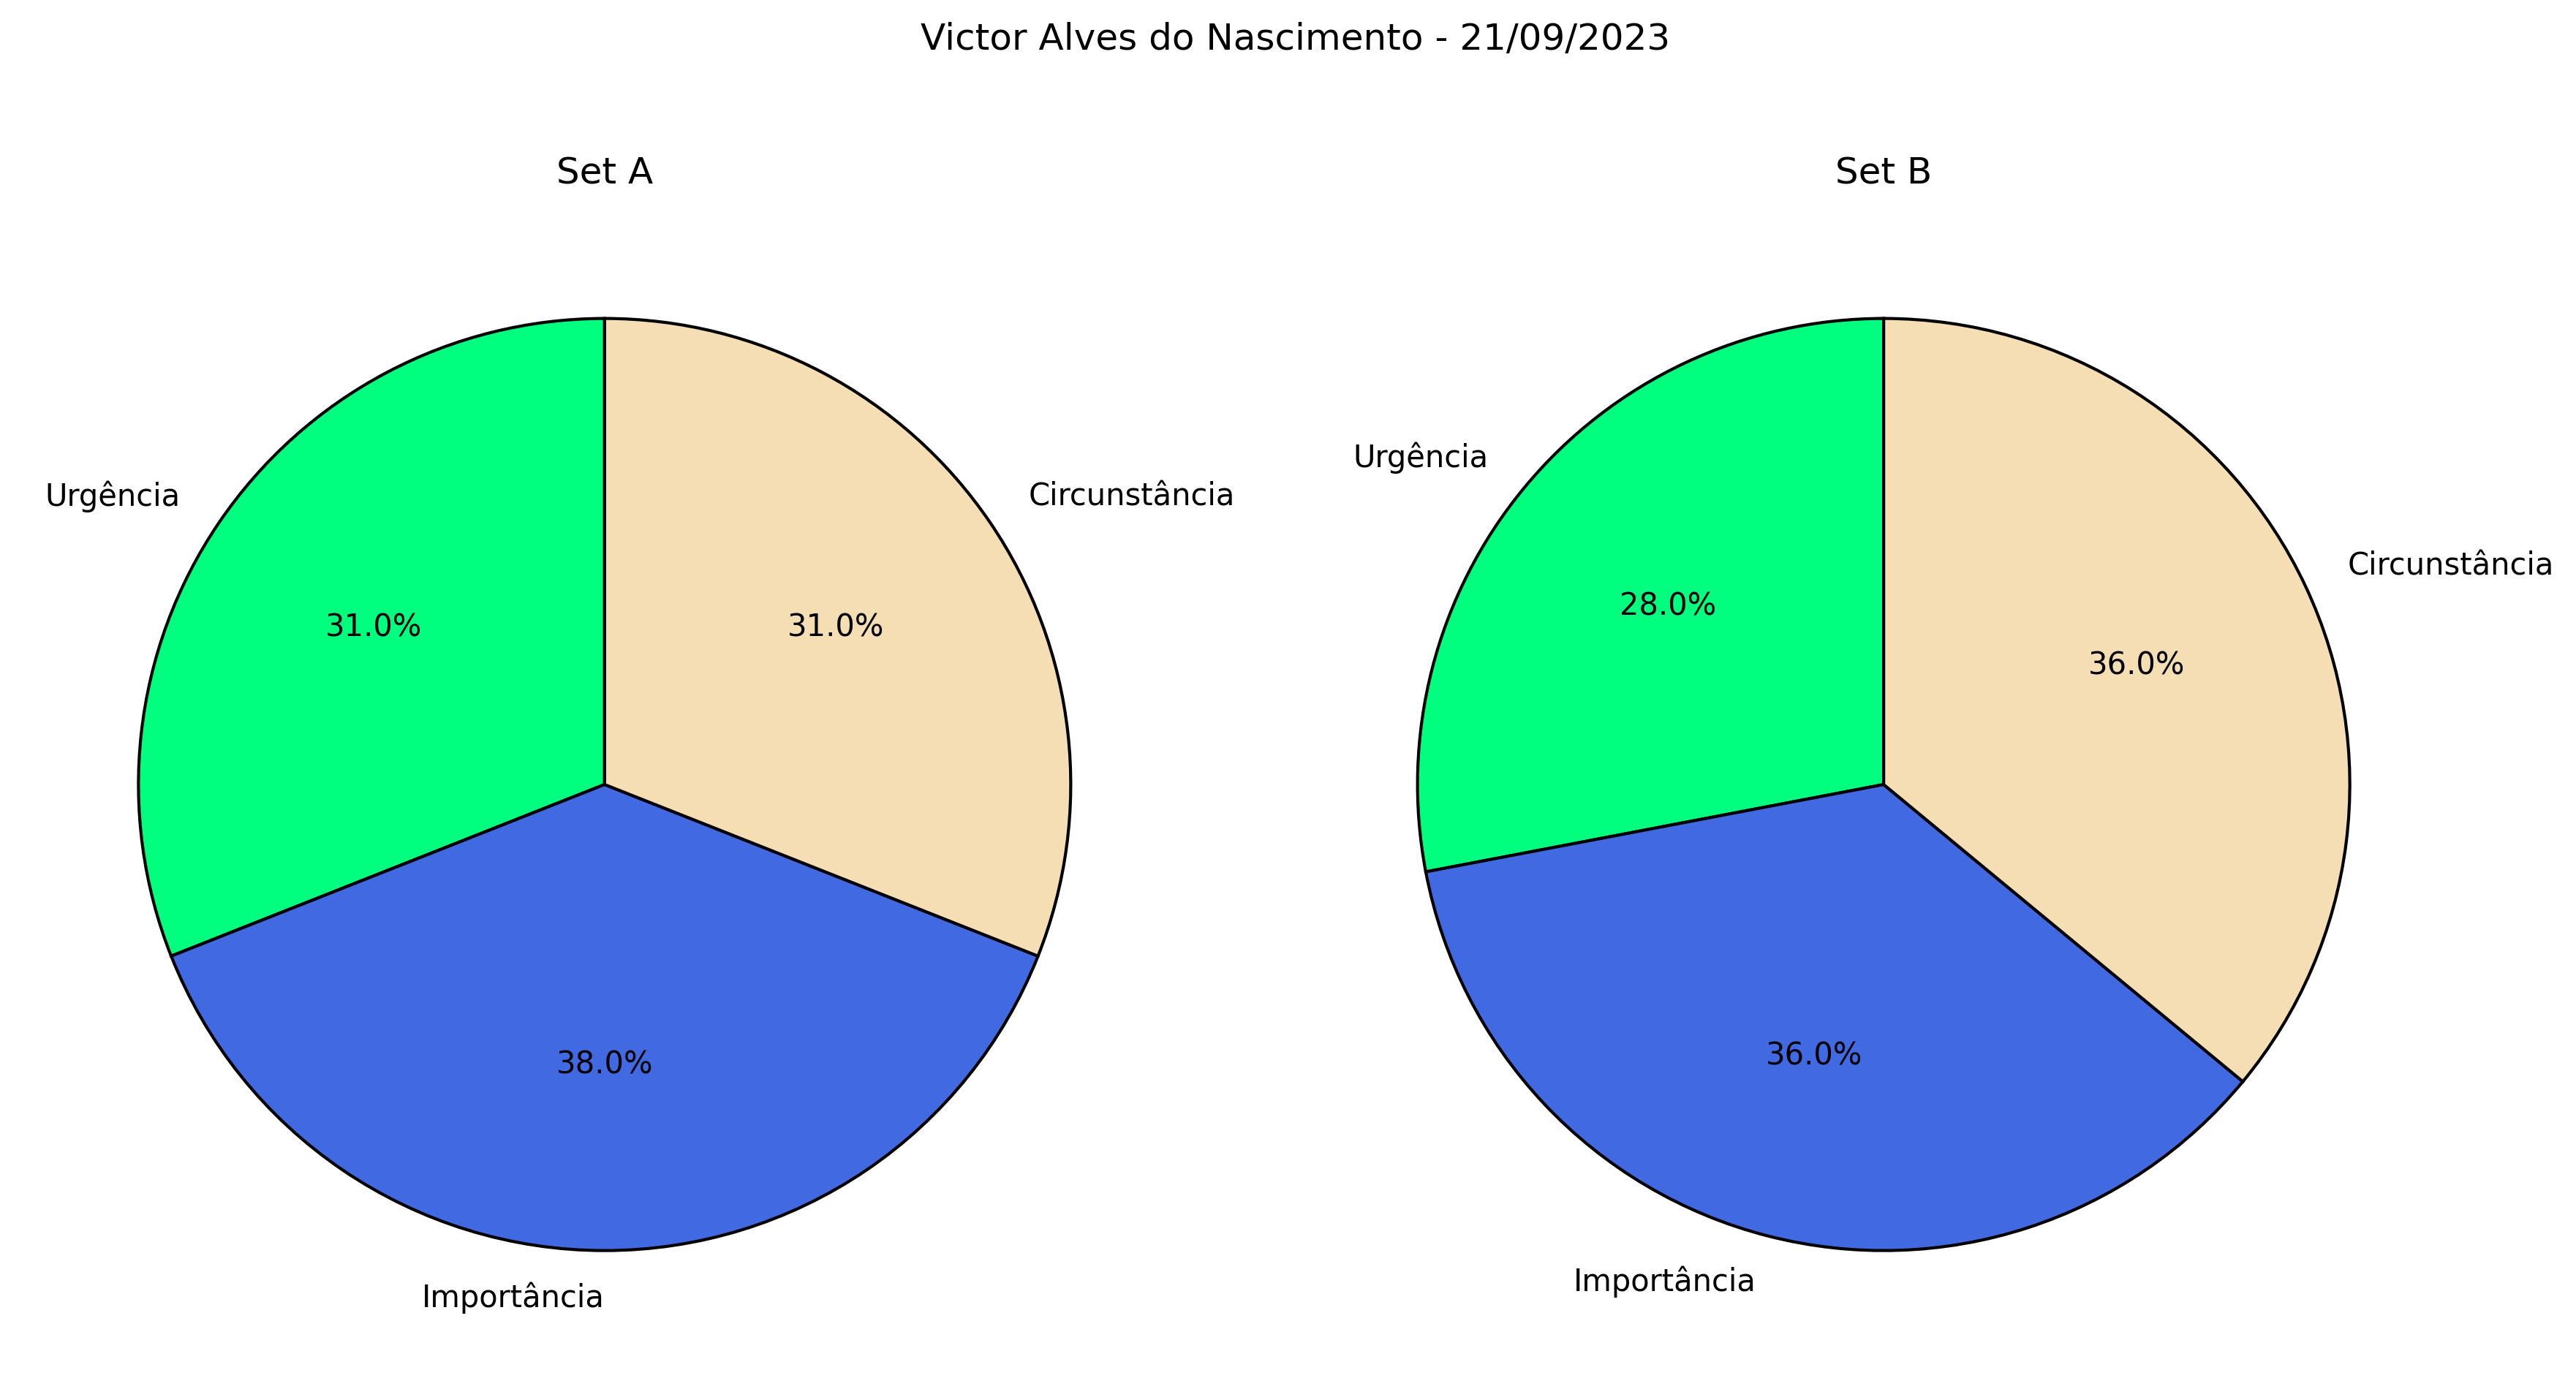 Victor Alves do Nascimento - 21/09/2023
Set A
Urgência
Circunstância
31.0%
31.0%
38.0%
Importância
Set B
Urgência
Circunstância
28.0%
36.0%
36.0%
Importância